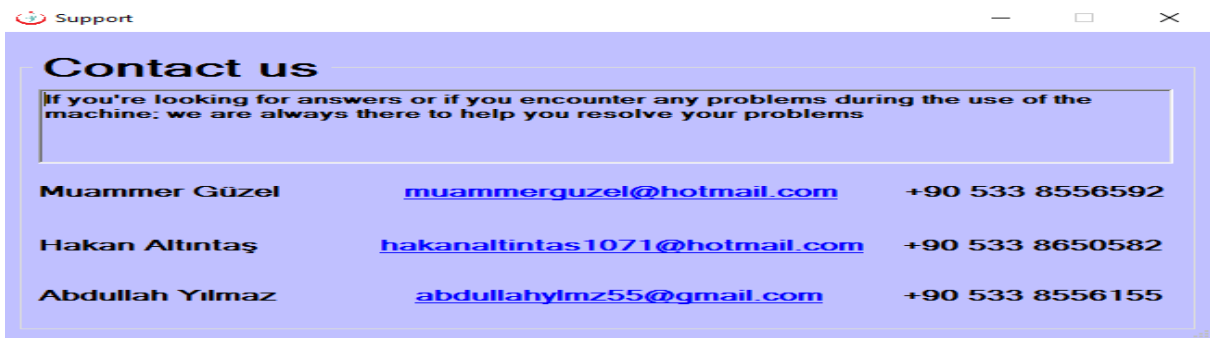 Support
Contact us
If you're looking for answers or if you encounter any problems during the use of the
machine; we are always there to help you resolve your problems
Muammer Güzel muammerguzel@hotmail.com +90 533 8556592
Hakan Altıntaş hakanaltintas1071@hotmail.com +90 533 8650582
Abdullah Yılmaz abdullahylmz55@gmail.com +90 533 8556155